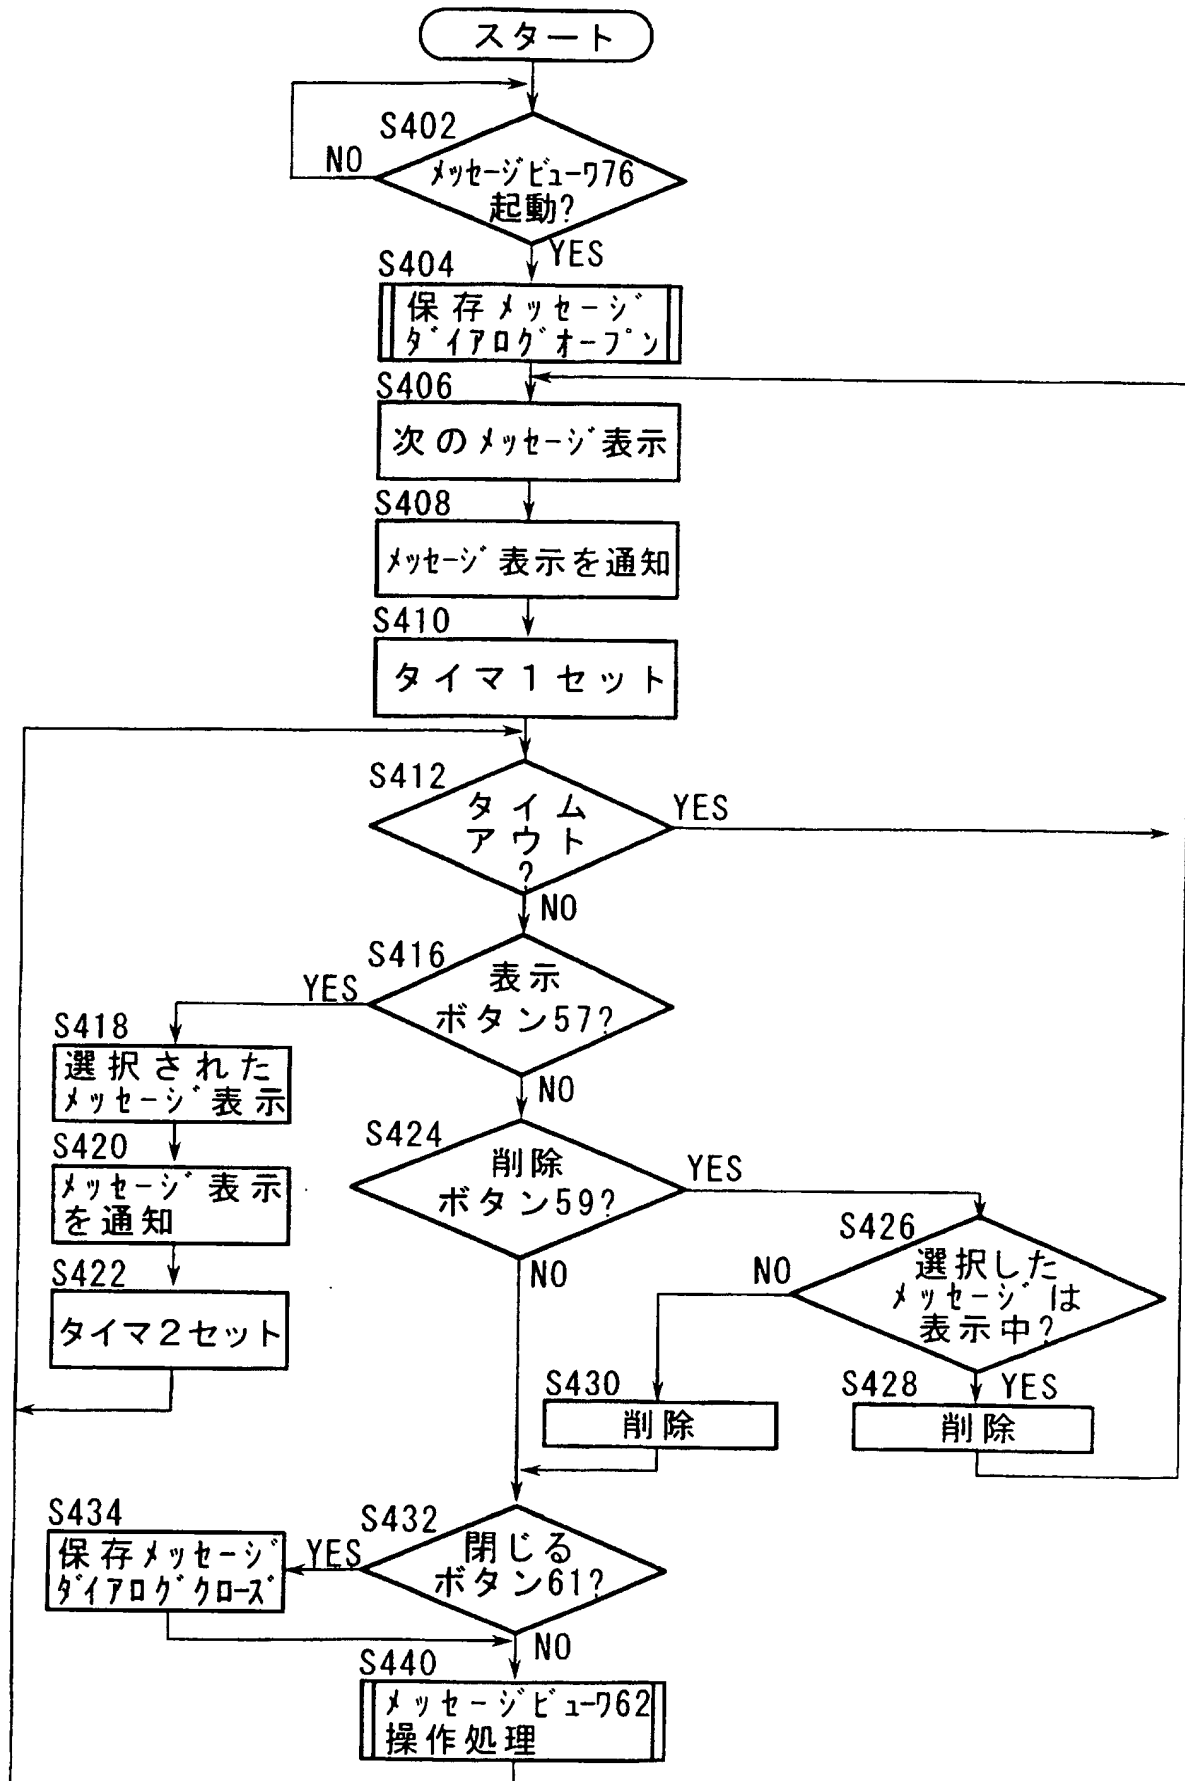 スタート
S402
NO
メッセージビューワ76
起動?
YES
S404
保存メッセージ
ダイアログオープン
S406
次のメッセージ表示
S408
メッセージ表示を通知
S410
タイマ1セット
S412
タイム
アウト
?
YES
NO
S416
表示
ボタン57?
YES
NO
S418
選択された
メッセージ表示
S420
メッセージ表示
を通知
S422
タイマ2セット
S424
削除
ボタン59?
YES
NO
S426
選択した
メッセージは
表示中?
NO
YES
S430
削除
S428
削除
S432
閉じる
ボタン61?
YES
NO
S434
保存メッセージ
ダイアログクローズ
S440
メッセージビューワ62
操作処理